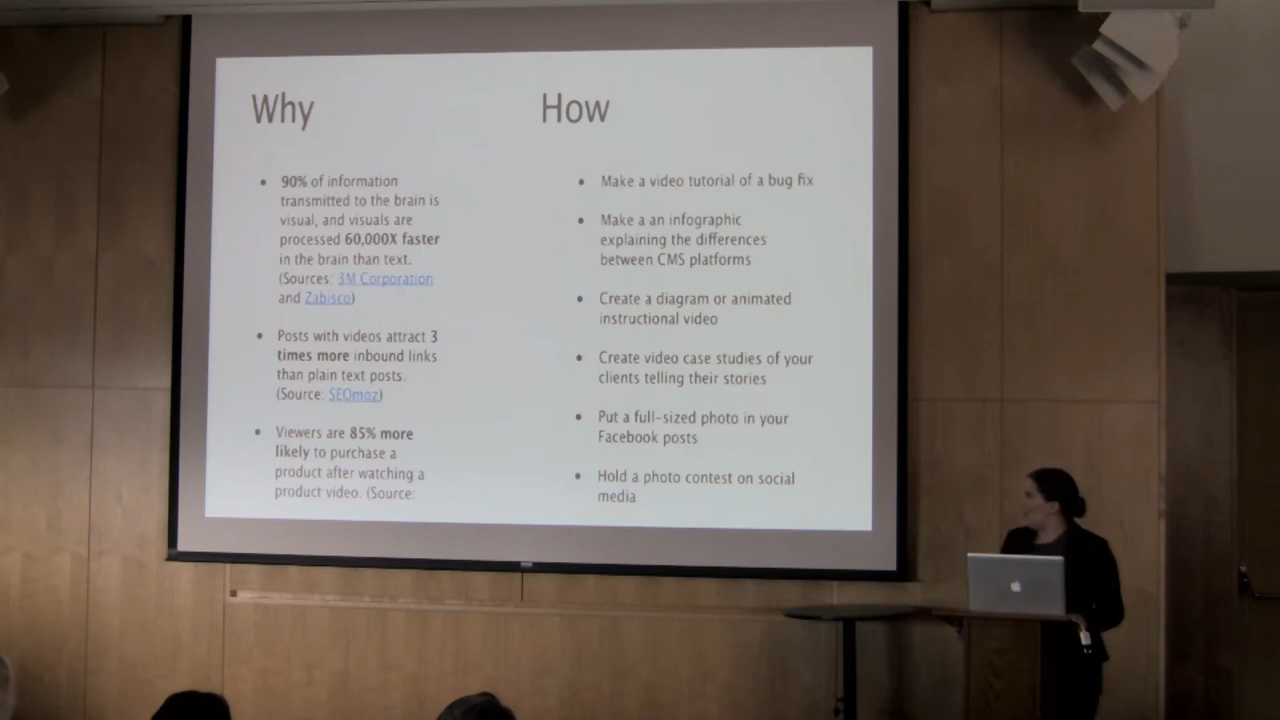 Why
90% of information
transmitted to the brain is
visual, and visuals are
processed 60,000X faster
in the brain than text.
(Sources: 3M Corporation
and Zabisco)
Posts with videos attract 3
times more inbound links
than plain text posts.
(Source: SEOmoz)
Viewers are 85% more
likely to purchase a
product after watching a
product video. (Source:
How
Make a video tutorial of a bug fix
Make a an infographic
explaining the differences
between CMS platforms
Create a diagram or animated
instructional video
Create video case studies of your
clients telling their stories
Put a full-sized photo in your
Facebook posts
Hold a photo contest on social
media